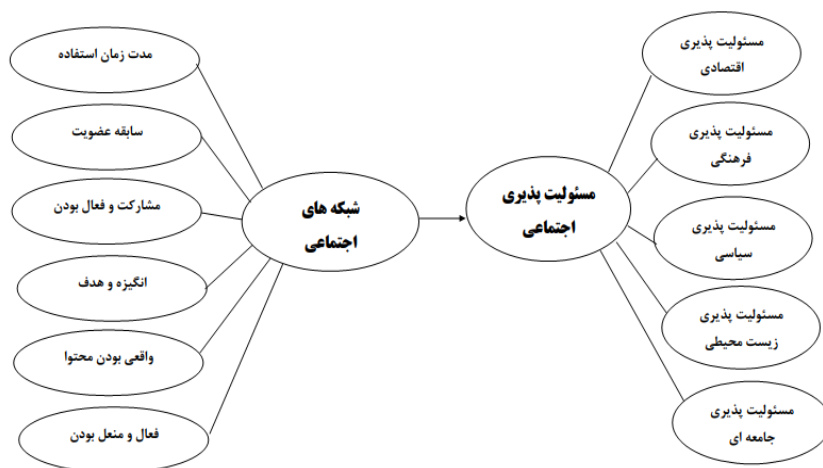 مسئولیت پذیری
اقتصادی
مسئولیت پذیری
فرهنگی
مسئولیت پذیری
سیاسی
مسئولیت پذیری
زیست محیطی
مسئولیت پذیری
جامعه ای
مسئولیت پذیری
اجتماعی
شبکه های
اجتماعی
مدت زمان استفاده
سابقه عضویت
مشارکت و فعال بودن
انگیزه و هدف
واقعی بودن محتوا
فعال و منعل بودن